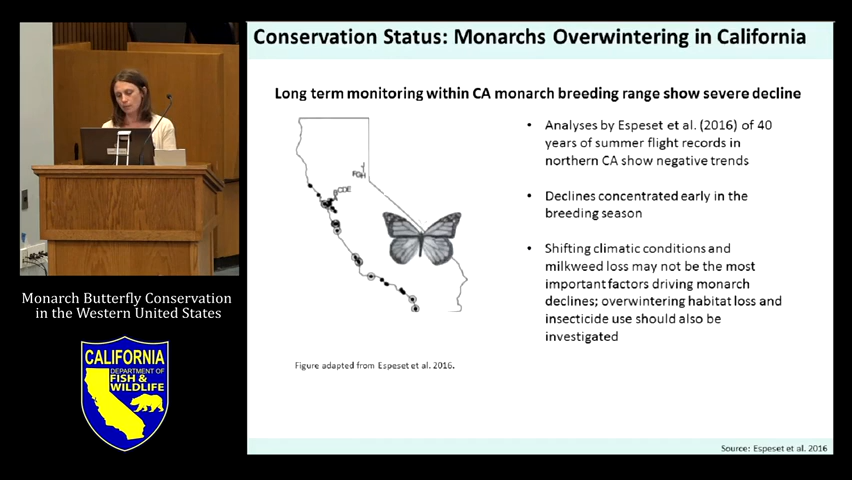 Conservation Status: Monarchs Overwintering in California
Long term monitoring within CA monarch breeding range show severe decline
• Analyses by Espeset et al. (2016) of 40
years of summer flight records in
northern CA show negative trends
• Declines concentrated early in the
breeding season
• Shifting climatic conditions and
milkweed loss may not be the most
important factors driving monarch
declines; overwintering habitat loss and
insecticide use should also be
investigated
CDE
Figure adapted from Espeset et al. 2016.
Source: Espeset et al. 2016
Monarch Butterfly Conservation
in the Western United States
CALIFORNIA
DEPARTMENT OF
FISH &
WILDLIFE